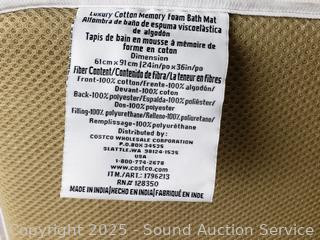 Luxury Cotton Memory Foam Bath Mat
Alfombra de baño de espuma viscoelástica
de algodón
Tapis de bain en mousse à mémoire de
forme en coton
Dimension
61cm x 91cm [24in x 36in/po
Fiber Content/Contenido de fibra/La teneur en fibres
Front-100% cotton/Frente-100% algodón/
Devant-100% coton
Back-100% polyester/Espalda-100% poliéster/
Dos-100% polyester
Filling-100% polyurethane/Relleno-100% poliuretano/
Remplissage-100% polyuréthane
Distributed by:
COSTCO WHOLESALE CORPORATION
P.O.BOX 34535
SEATTLE, WA 98124-1535
USA
1-800-774-2678
www.costco.com
ITM./ART.: 1796213
MADE IN INDIA|HECHO EN INDIA|FABRIQUÉ EN INDE
RN# 128350
Copyright © 2025 - Sound Auction Service